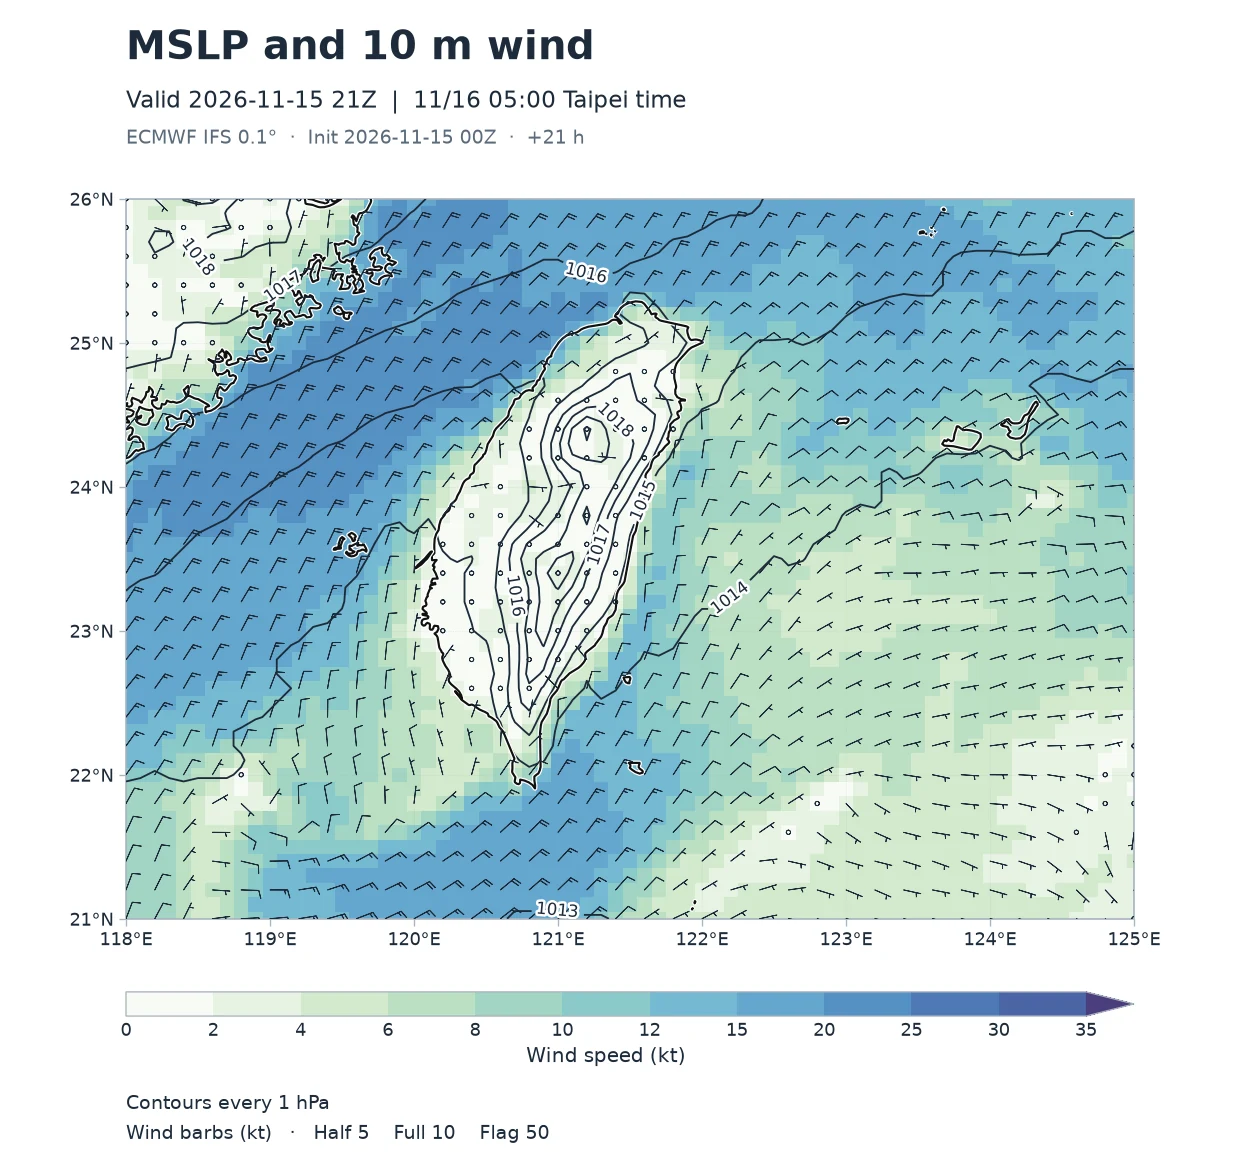 MSLP and 10 m wind
Valid 2026-11-15 21Z | 11/16 05:00 Taipei time
ECMWF IFS 0.1° · Init 2026-11-15 00Z · +21 h
26°N
25°N
24°N
23°N
22°N
21°N
1018
1017
1016
1018
1015
1017
1016
1014
1013
118°E 119°E 120°E 121°E 122°E 123°E 124°E 125°E
0 2 4 6 8 10 12 15 20 25 30 35
Wind speed (kt)
Contours every 1 hPa
Wind barbs (kt) · Half 5 Full 10 Flag 50